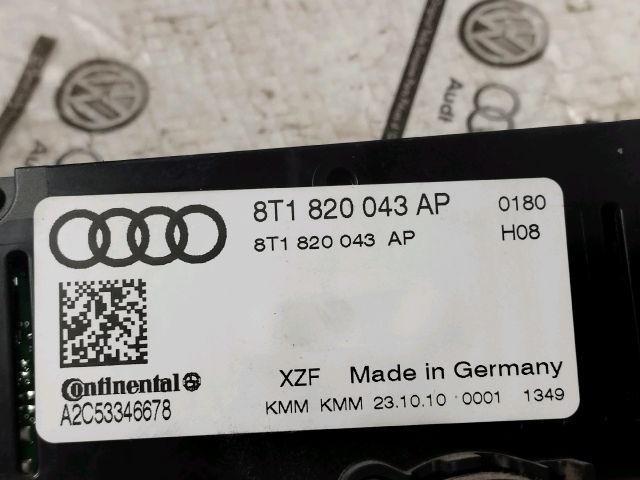 Audi
8T1 820 043 AP 0180
8T1 820 043 AP H08
Continental
A2C53346678
XZF Made in Germany
KMM KMM 23.10.10 0001 1349